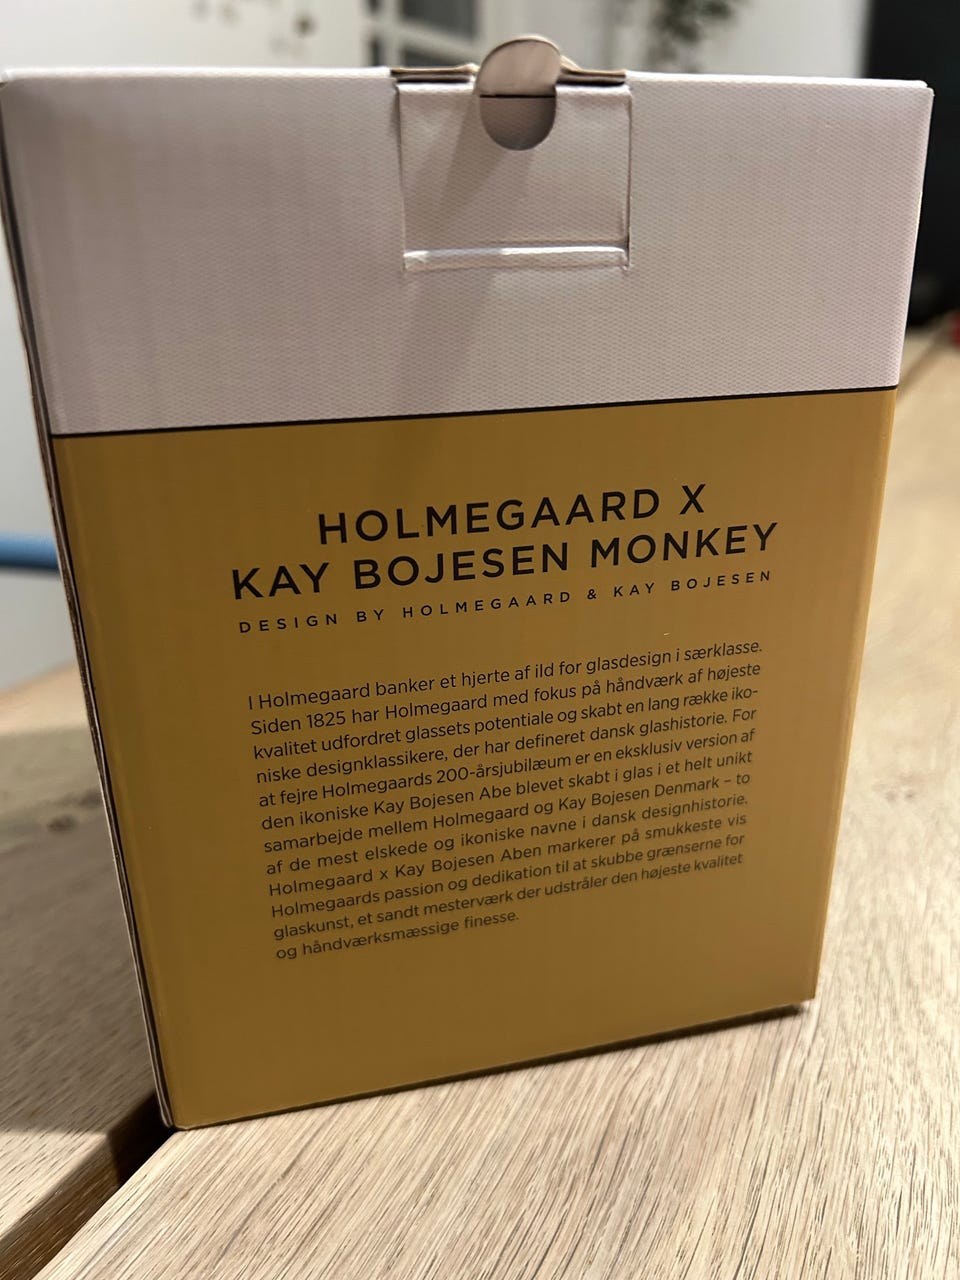 HOLMEGAARD X
KAY BOJESEN MONKEY
DESIGN BY HOLMEGAARD & KAY BOJESEN
I Holmegaard banker et hjerte af ild for glasdesign i særklasse.
Siden 1825 har Holmegaard med fokus på håndværk af højeste
kvalitet udfordret glassets potentiale og skabt en lang række iko-
niske designklassikere, der har defineret dansk glashistorie. For
at fejre Holmegaards 200-årsjubilæum er en eksklusiv version af
den ikoniske Kay Bojesen Abe blevet skabt i glas i et helt unikt
samarbejde mellem Holmegaard og Kay Bojesen Denmark – to
af de mest elskede og ikoniske navne i dansk designhistorie.
Holmegaard x Kay Bojesen Aben markerer på smukkeste vis
Holmegaards passion og dedikation til at skubbe grænserne for
glaskunst, et sandt mesterværk der udstråler den højeste kvalitet
og håndværksmæssige finesse.